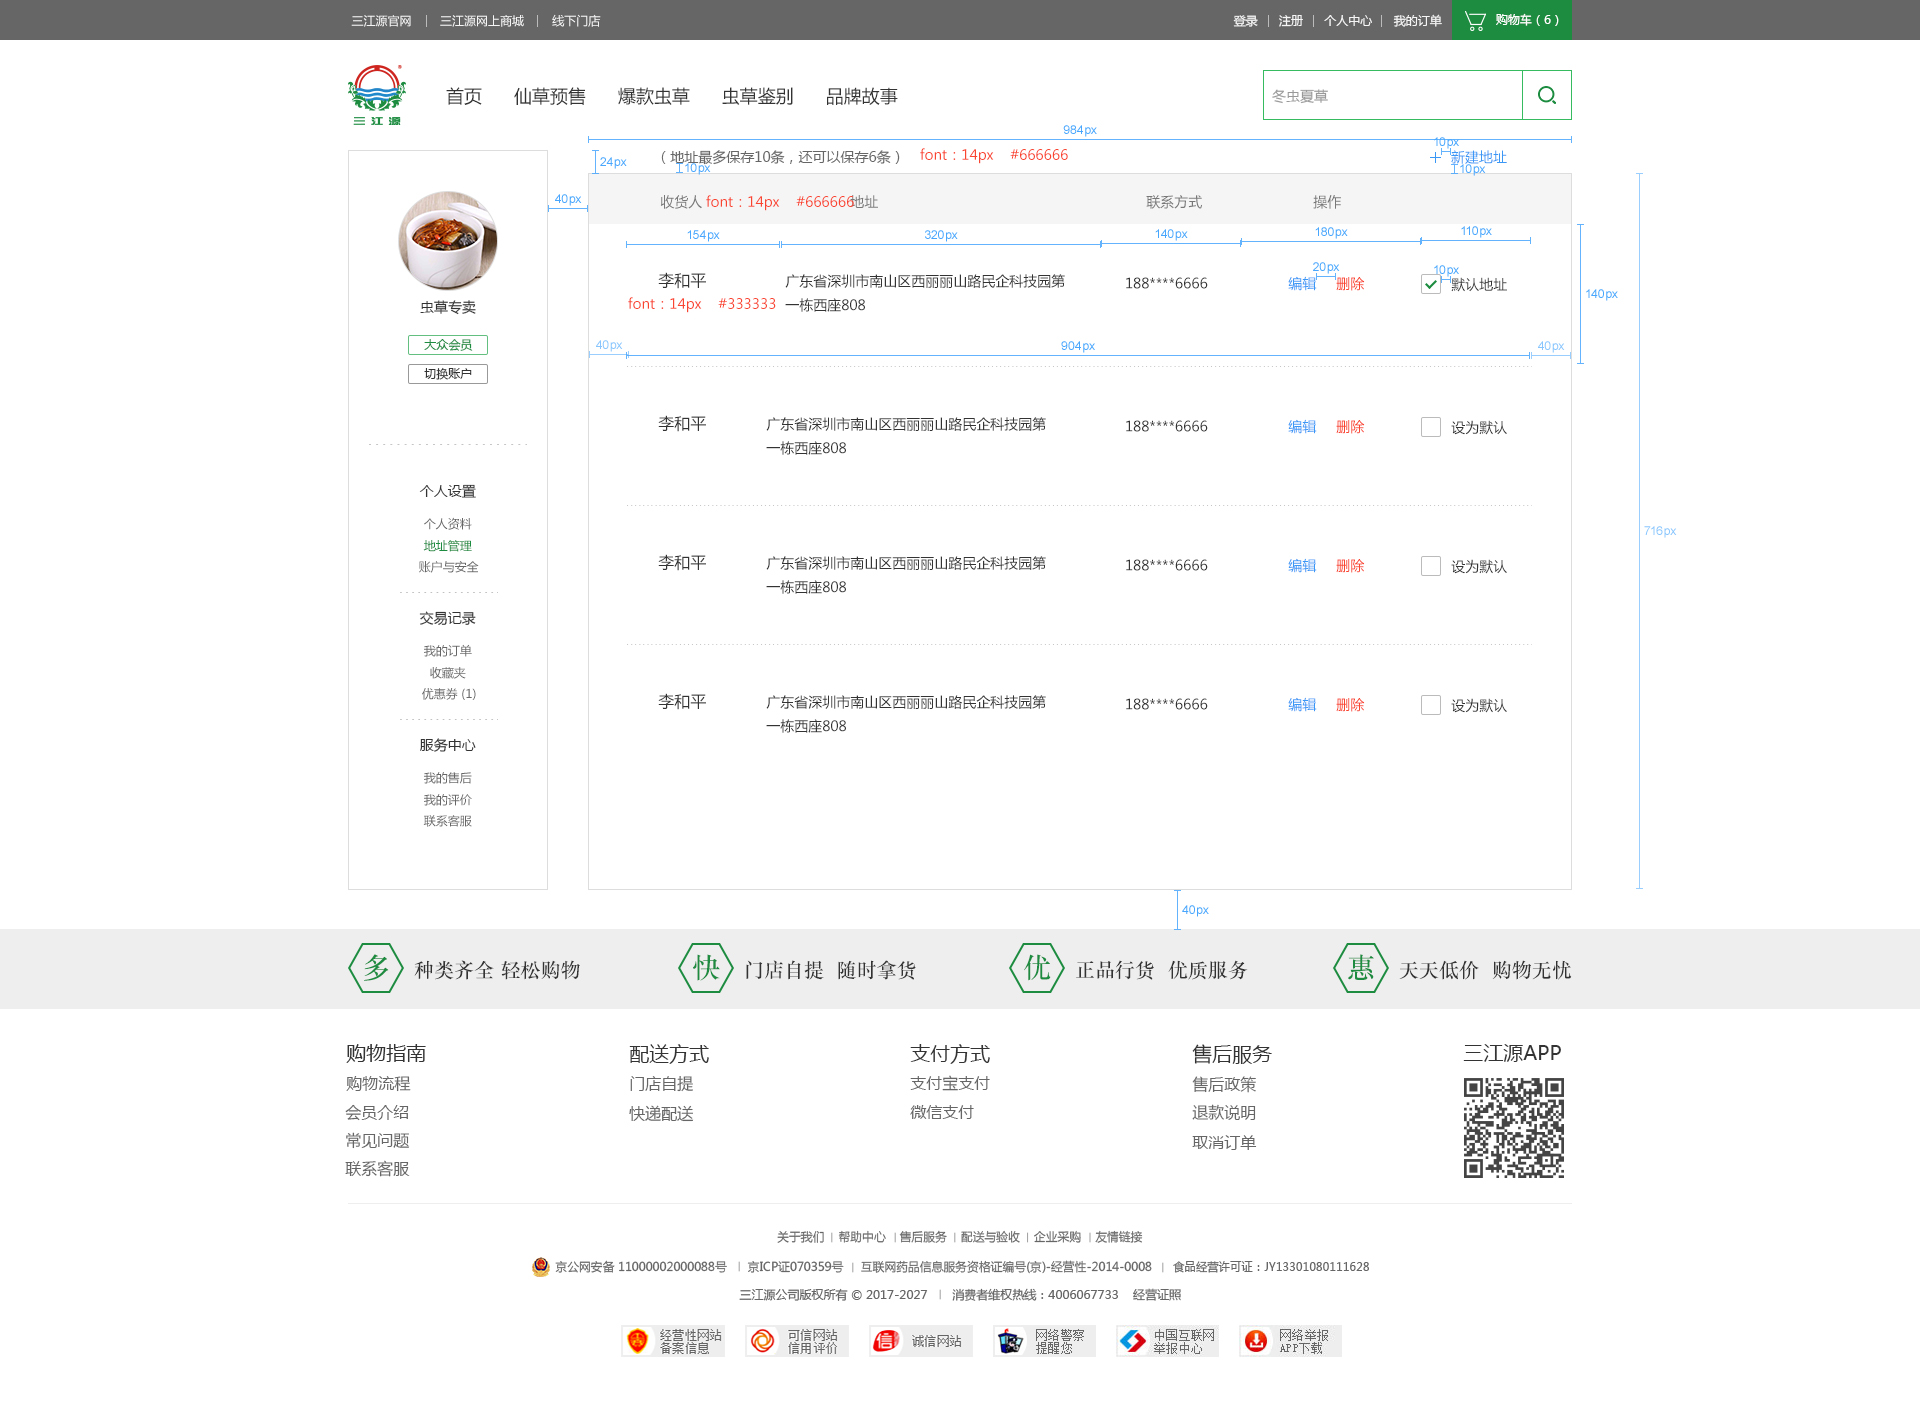 三江源官网 | 三江源网上商城 | 线下门店
登录 | 注册 | 个人中心 | 我的订单 购物车（6）
三江源
首页 仙草预售 爆款虫草 虫草鉴别 品牌故事
冬虫夏草
984px
24px
（地址最多保存10条，还可以保存6条） font：14px #666666
10px
10px
+ 新建地址
10px
40px
收货人 font：14px #666666 地址 联系方式 操作
154px 320px 140px 180px 110px
李和平 广东省深圳市南山区西丽丽山路民企科技园第
一栋西座808
font：14px #333333
188****6666 编辑 20px 删除 10px 默认地址
140px
40px 904px 40px
李和平 广东省深圳市南山区西丽丽山路民企科技园第
一栋西座808
188****6666 编辑 删除 设为默认
李和平 广东省深圳市南山区西丽丽山路民企科技园第
一栋西座808
188****6666 编辑 删除 设为默认
李和平 广东省深圳市南山区西丽丽山路民企科技园第
一栋西座808
188****6666 编辑 删除 设为默认
716px
40px
虫草专卖
大众会员
切换账户
个人设置
个人资料
地址管理
账户与安全
交易记录
我的订单
收藏夹
优惠券 (1)
服务中心
我的售后
我的评价
联系客服
多 种类齐全 轻松购物
快 门店自提 随时拿货
优 正品行货 优质服务
惠 天天低价 购物无忧
购物指南
购物流程
会员介绍
常见问题
联系客服
配送方式
门店自提
快递配送
支付方式
支付宝支付
微信支付
售后服务
售后政策
退款说明
取消订单
三江源APP
关于我们 | 帮助中心 | 售后服务 | 配送与验收 | 企业采购 | 友情链接
京公网安备 11000002000088号 | 京ICP证070359号 | 互联网药品信息服务资格证编号(京)-经营性-2014-0008 | 食品经营许可证：JY13301080111628
三江源公司版权所有 © 2017-2027 | 消费者维权热线：4006067733 经营证照
经营性网站
备案信息
可信网站
信用评价
信
诚信网站
网络警察
提醒您
中国互联网
举报中心
网络举报
APP下载